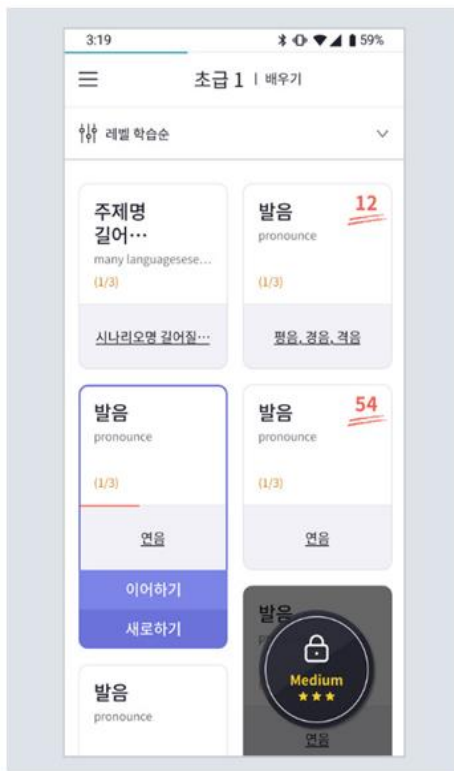 3:19 59%
초급 1 | 배우기
레벨 학습순
주제명
길어…
many languagesese...
(1/3)
시나리오명 길어질…
발음
12
pronounce
(1/3)
평음, 경음, 격음
발음
pronounce
(1/3)
연음
이어하기
새로하기
발음
54
pronounce
(1/3)
연음
발음
pronounce
발음
Medium
연음